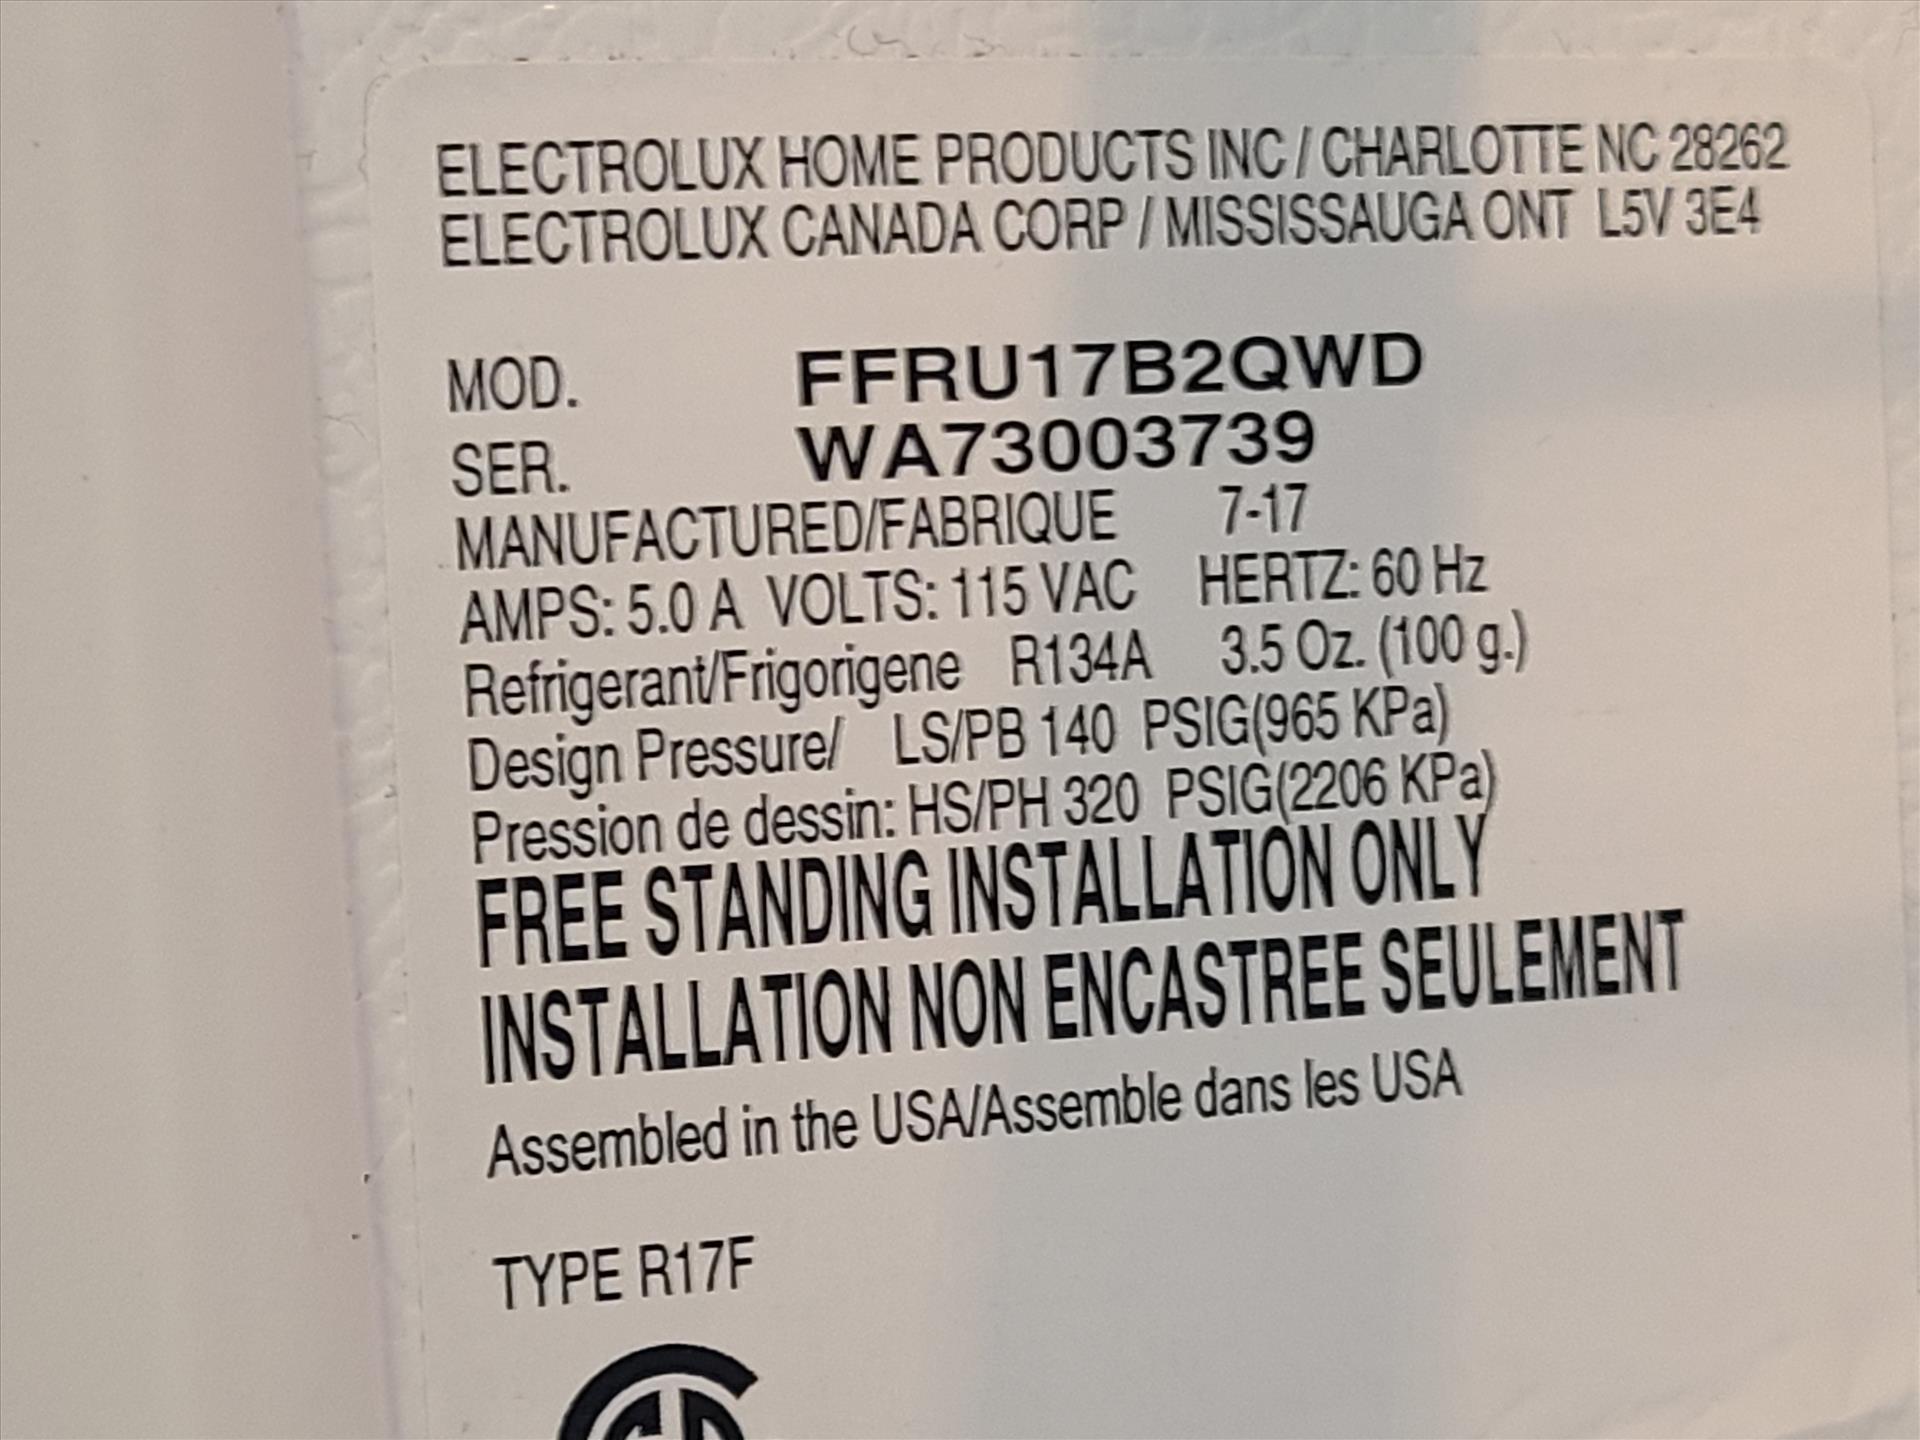 ELECTROLUX HOME PRODUCTS INC / CHARLOTTE NC 28262
ELECTROLUX CANADA CORP / MISSISSAUGA ONT L5V 3E4
MOD. FFRU17B2QWD
SER. WA73003739
MANUFACTURED/FABRIQUE 7-17
AMPS: 5.0 A VOLTS: 115 VAC HERTZ: 60 Hz
Refrigerant/Frigorigene R134A 3.5 Oz. (100 g.)
Design Pressure/ LS/PB 140 PSIG(965 KPa)
Pression de dessin: HS/PH 320 PSIG(2206 KPa)
FREE STANDING INSTALLATION ONLY
INSTALLATION NON ENCASTREE SEULEMENT
Assembled in the USA/Assemble dans les USA
TYPE R17F